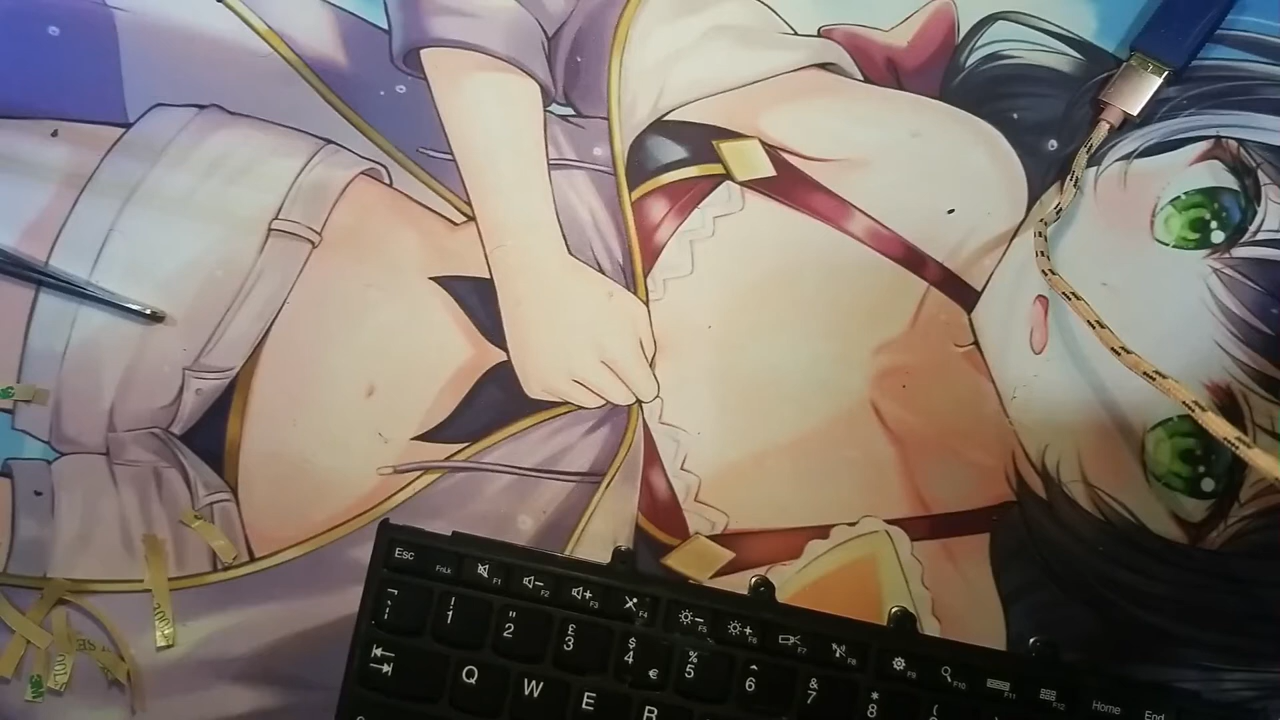 Esc FnLk F1 F2 F3 F4 F5 F6 F7 F8 F9 F10 F11 F12 Home End
¬ ! " £ $ % ^ & * (
1 2 3 4 € 5 6 7 8
Q W E R
3M